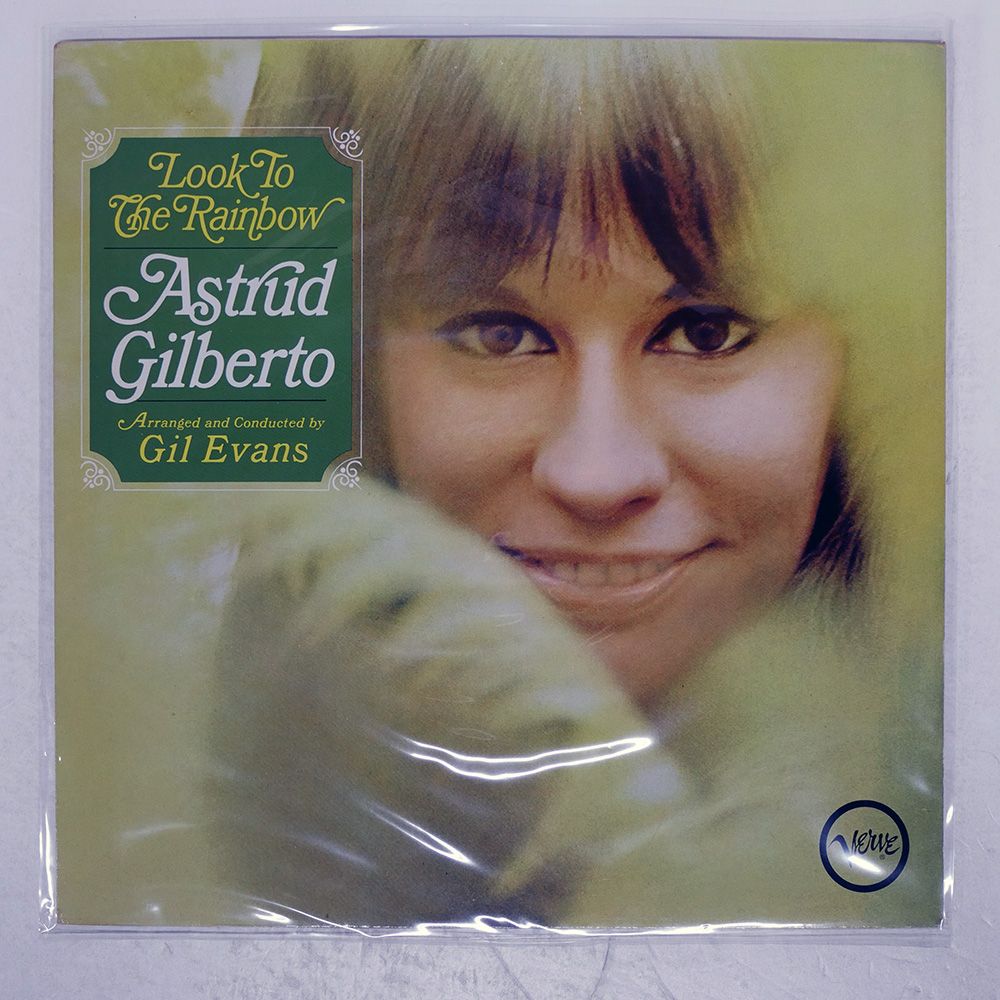 Look To
The Rainbow
Astrud
Gilberto
Arranged and Conducted by
Gil Evans
Verve